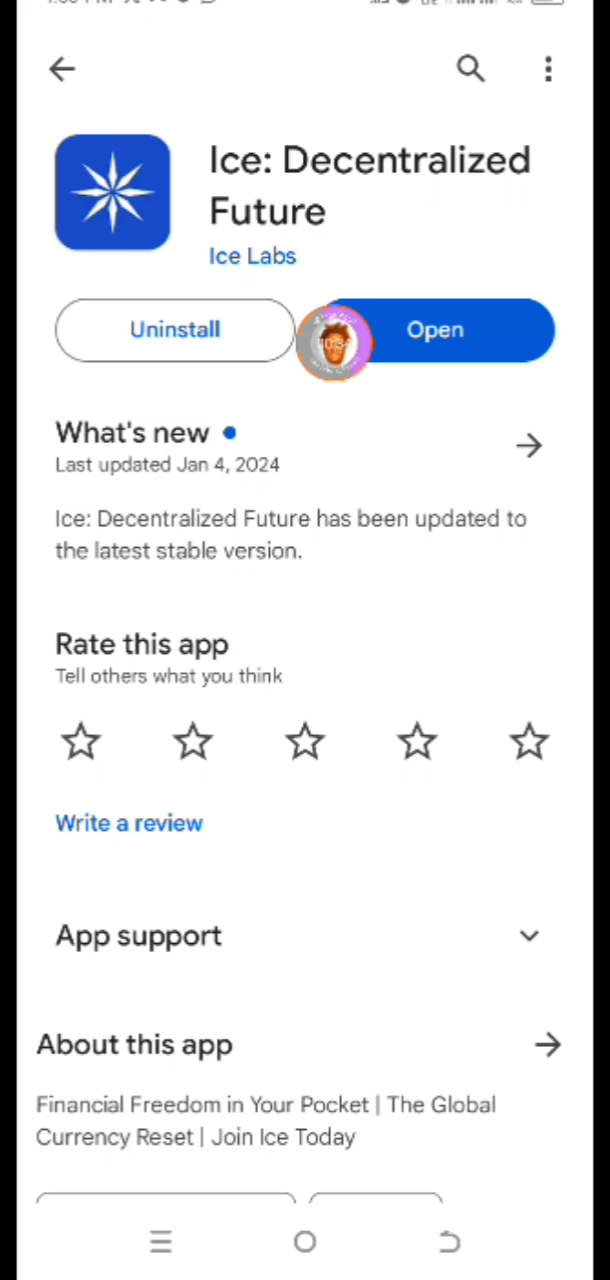 Ice: Decentralized
Future
Ice Labs
Uninstall
Open
What's new
Last updated Jan 4, 2024
Ice: Decentralized Future has been updated to
the latest stable version.
Rate this app
Tell others what you think
Write a review
App support
About this app
Financial Freedom in Your Pocket | The Global
Currency Reset | Join Ice Today